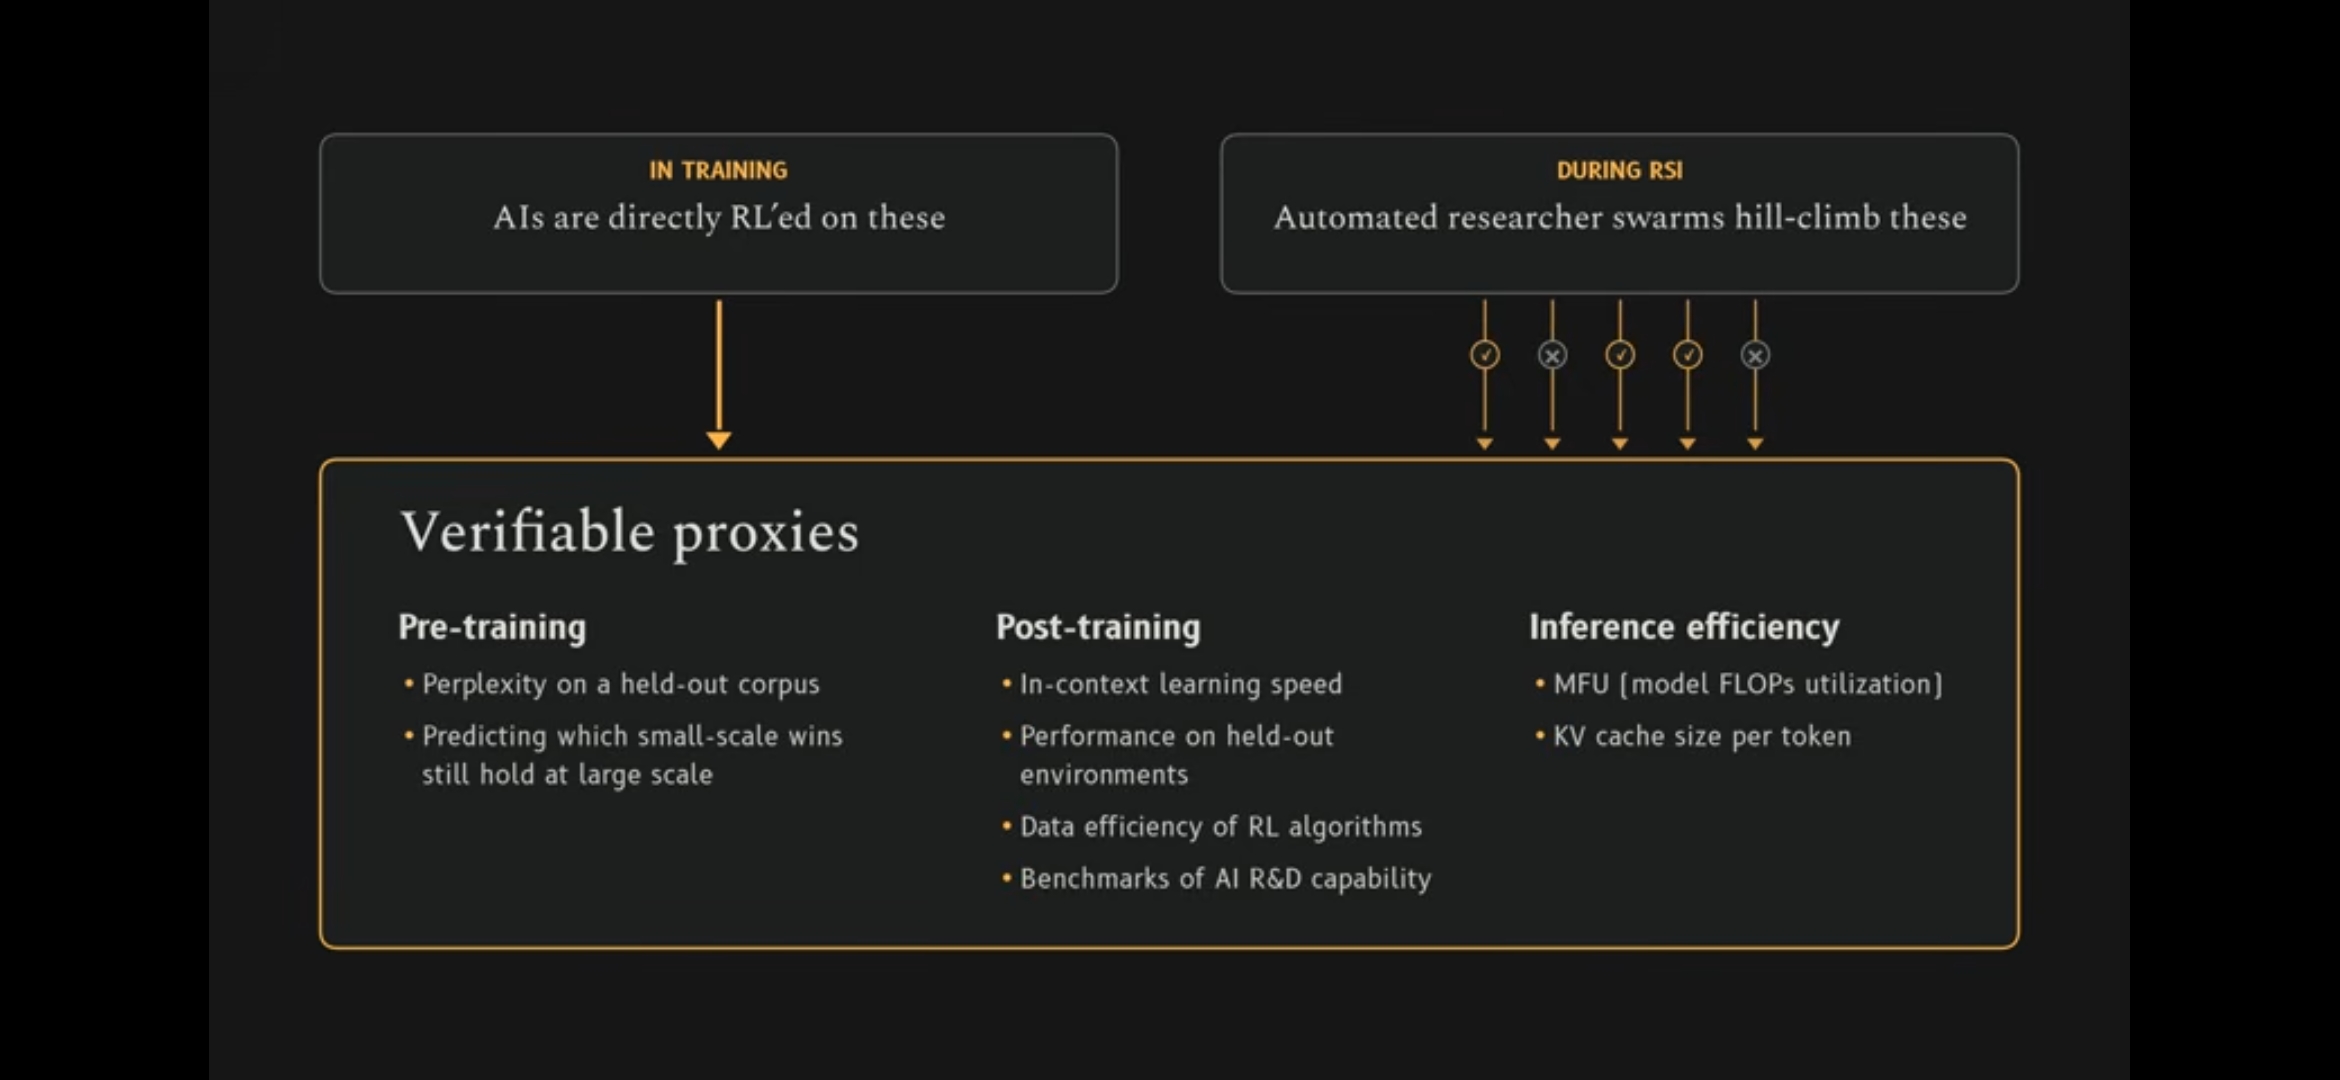 IN TRAINING
AIs are directly RL'ed on these
DURING RSI
Automated researcher swarms hill-climb these
Verifiable proxies
Pre-training
• Perplexity on a held-out corpus
• Predicting which small-scale wins
still hold at large scale
Post-training
• In-context learning speed
• Performance on held-out
environments
• Data efficiency of RL algorithms
• Benchmarks of AI R&D capability
Inference efficiency
• MFU (model FLOPs utilization)
• KV cache size per token